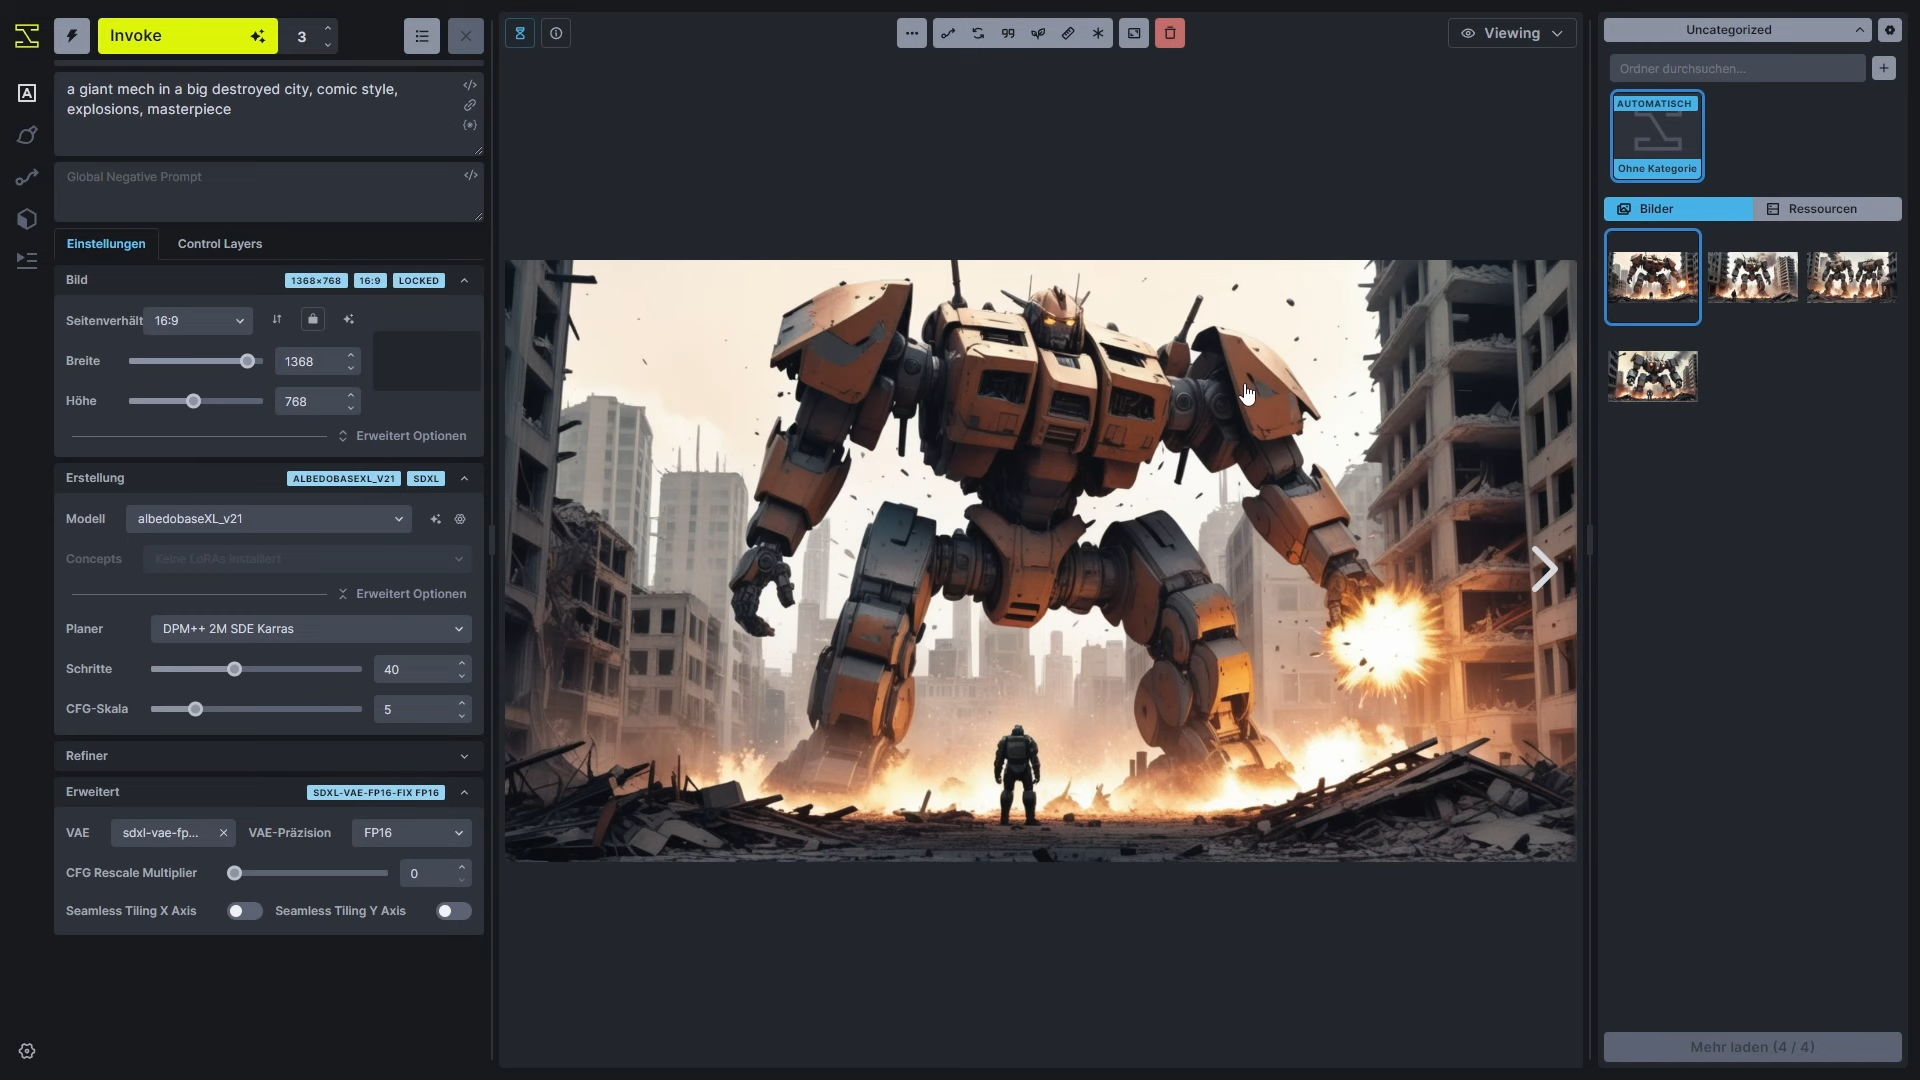 Invoke
3
Viewing
Uncategorized
a giant mech in a big destroyed city, comic style,
explosions, masterpiece
Global Negative Prompt
Einstellungen
Control Layers
Bild
1368×768
16:9
LOCKED
Seitenverhält
16:9
Breite
1368
Höhe
768
Erweitert Optionen
Erstellung
ALBEDOBASEXL_V21
SDXL
Modell
albedobaseXL_v21
Concepts
Keine LoRAs installiert
Erweitert Optionen
Planer
DPM++ 2M SDE Karras
Schritte
40
CFG-Skala
5
Refiner
Erweitert
SDXL-VAE-FP16-FIX FP16
VAE
sdxl-vae-fp...
VAE-Präzision
FP16
CFG Rescale Multiplier
0
Seamless Tiling X Axis
Seamless Tiling Y Axis
Ordner durchsuchen...
AUTOMATISCH
Ohne Kategorie
Bilder
Ressourcen
Mehr laden (4 / 4)